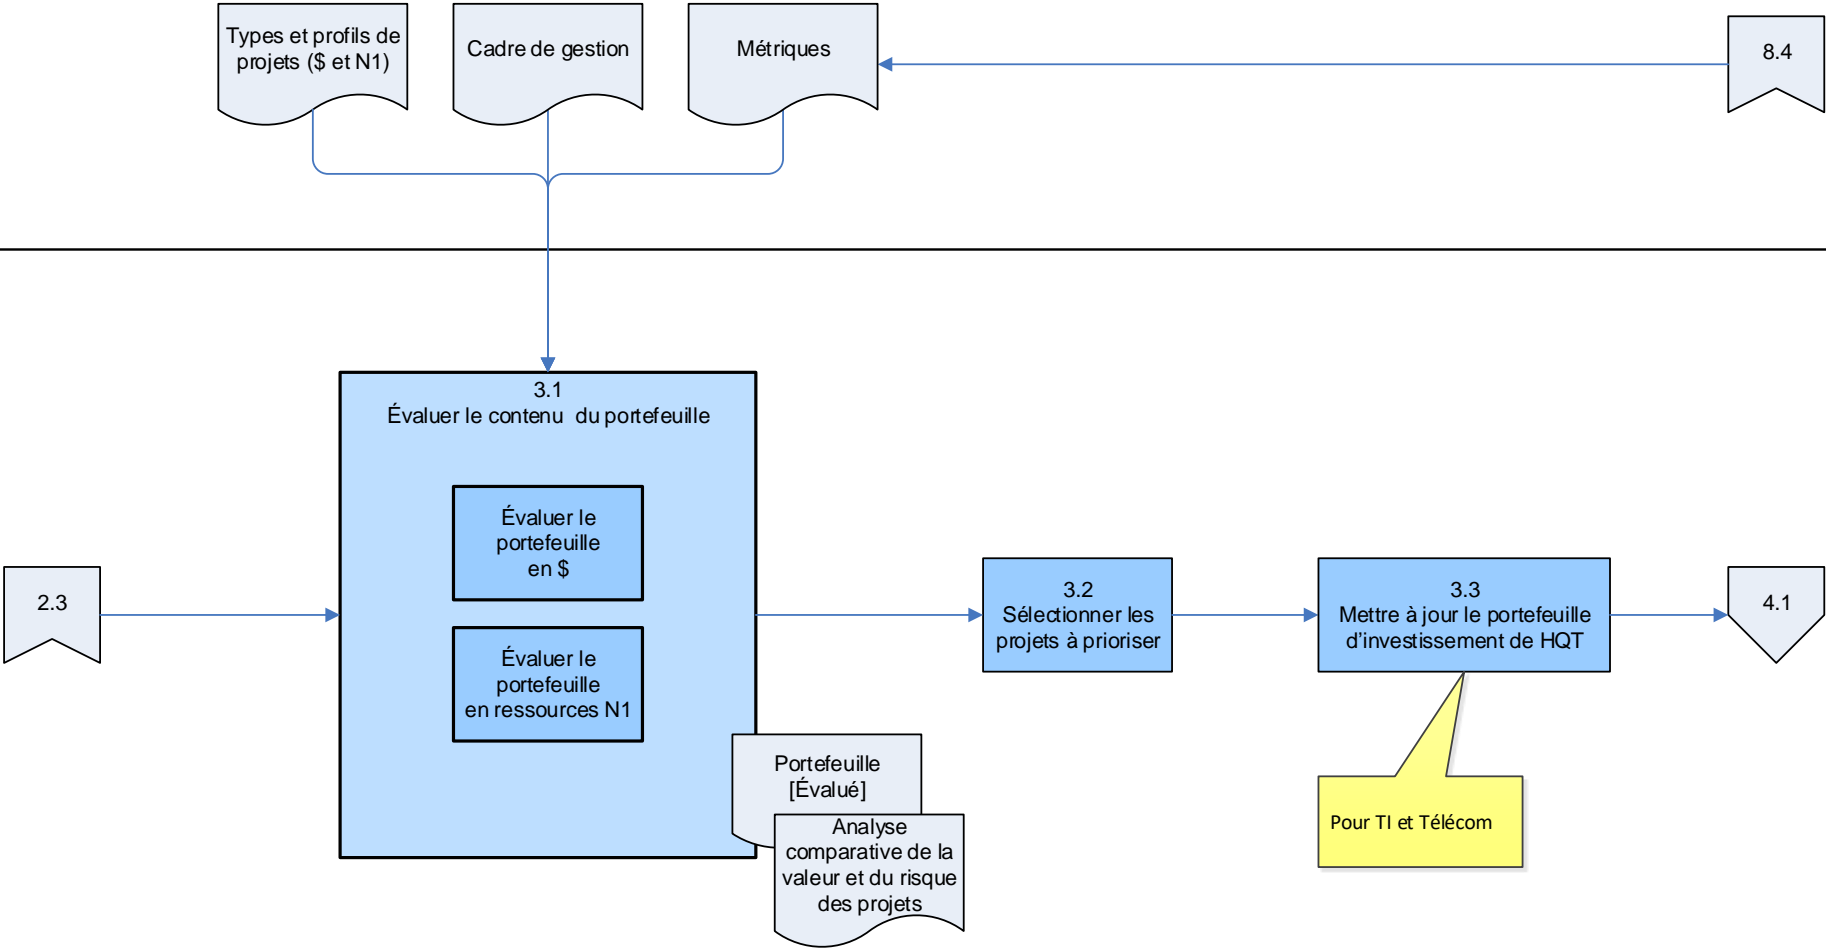 Types et profils de
projets ($ et N1)
Cadre de gestion
Métriques
8.4
3.1
Évaluer le contenu du portefeuille
Évaluer le
portefeuille
en $
Évaluer le
portefeuille
en ressources N1
2.3
3.2
Sélectionner les
projets à prioriser
3.3
Mettre à jour le portefeuille
d’investissement de HQT
4.1
Portefeuille
[Évalué]
Analyse
comparative de la
valeur et du risque
des projets
Pour TI et Télécom